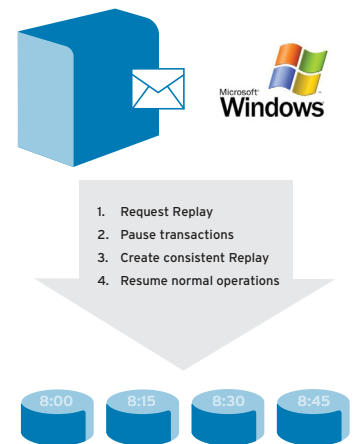 Microsoft
Windows
1. Request Replay
2. Pause transactions
3. Create consistent Replay
4. Resume normal operations
8:00 8:15 8:30 8:45